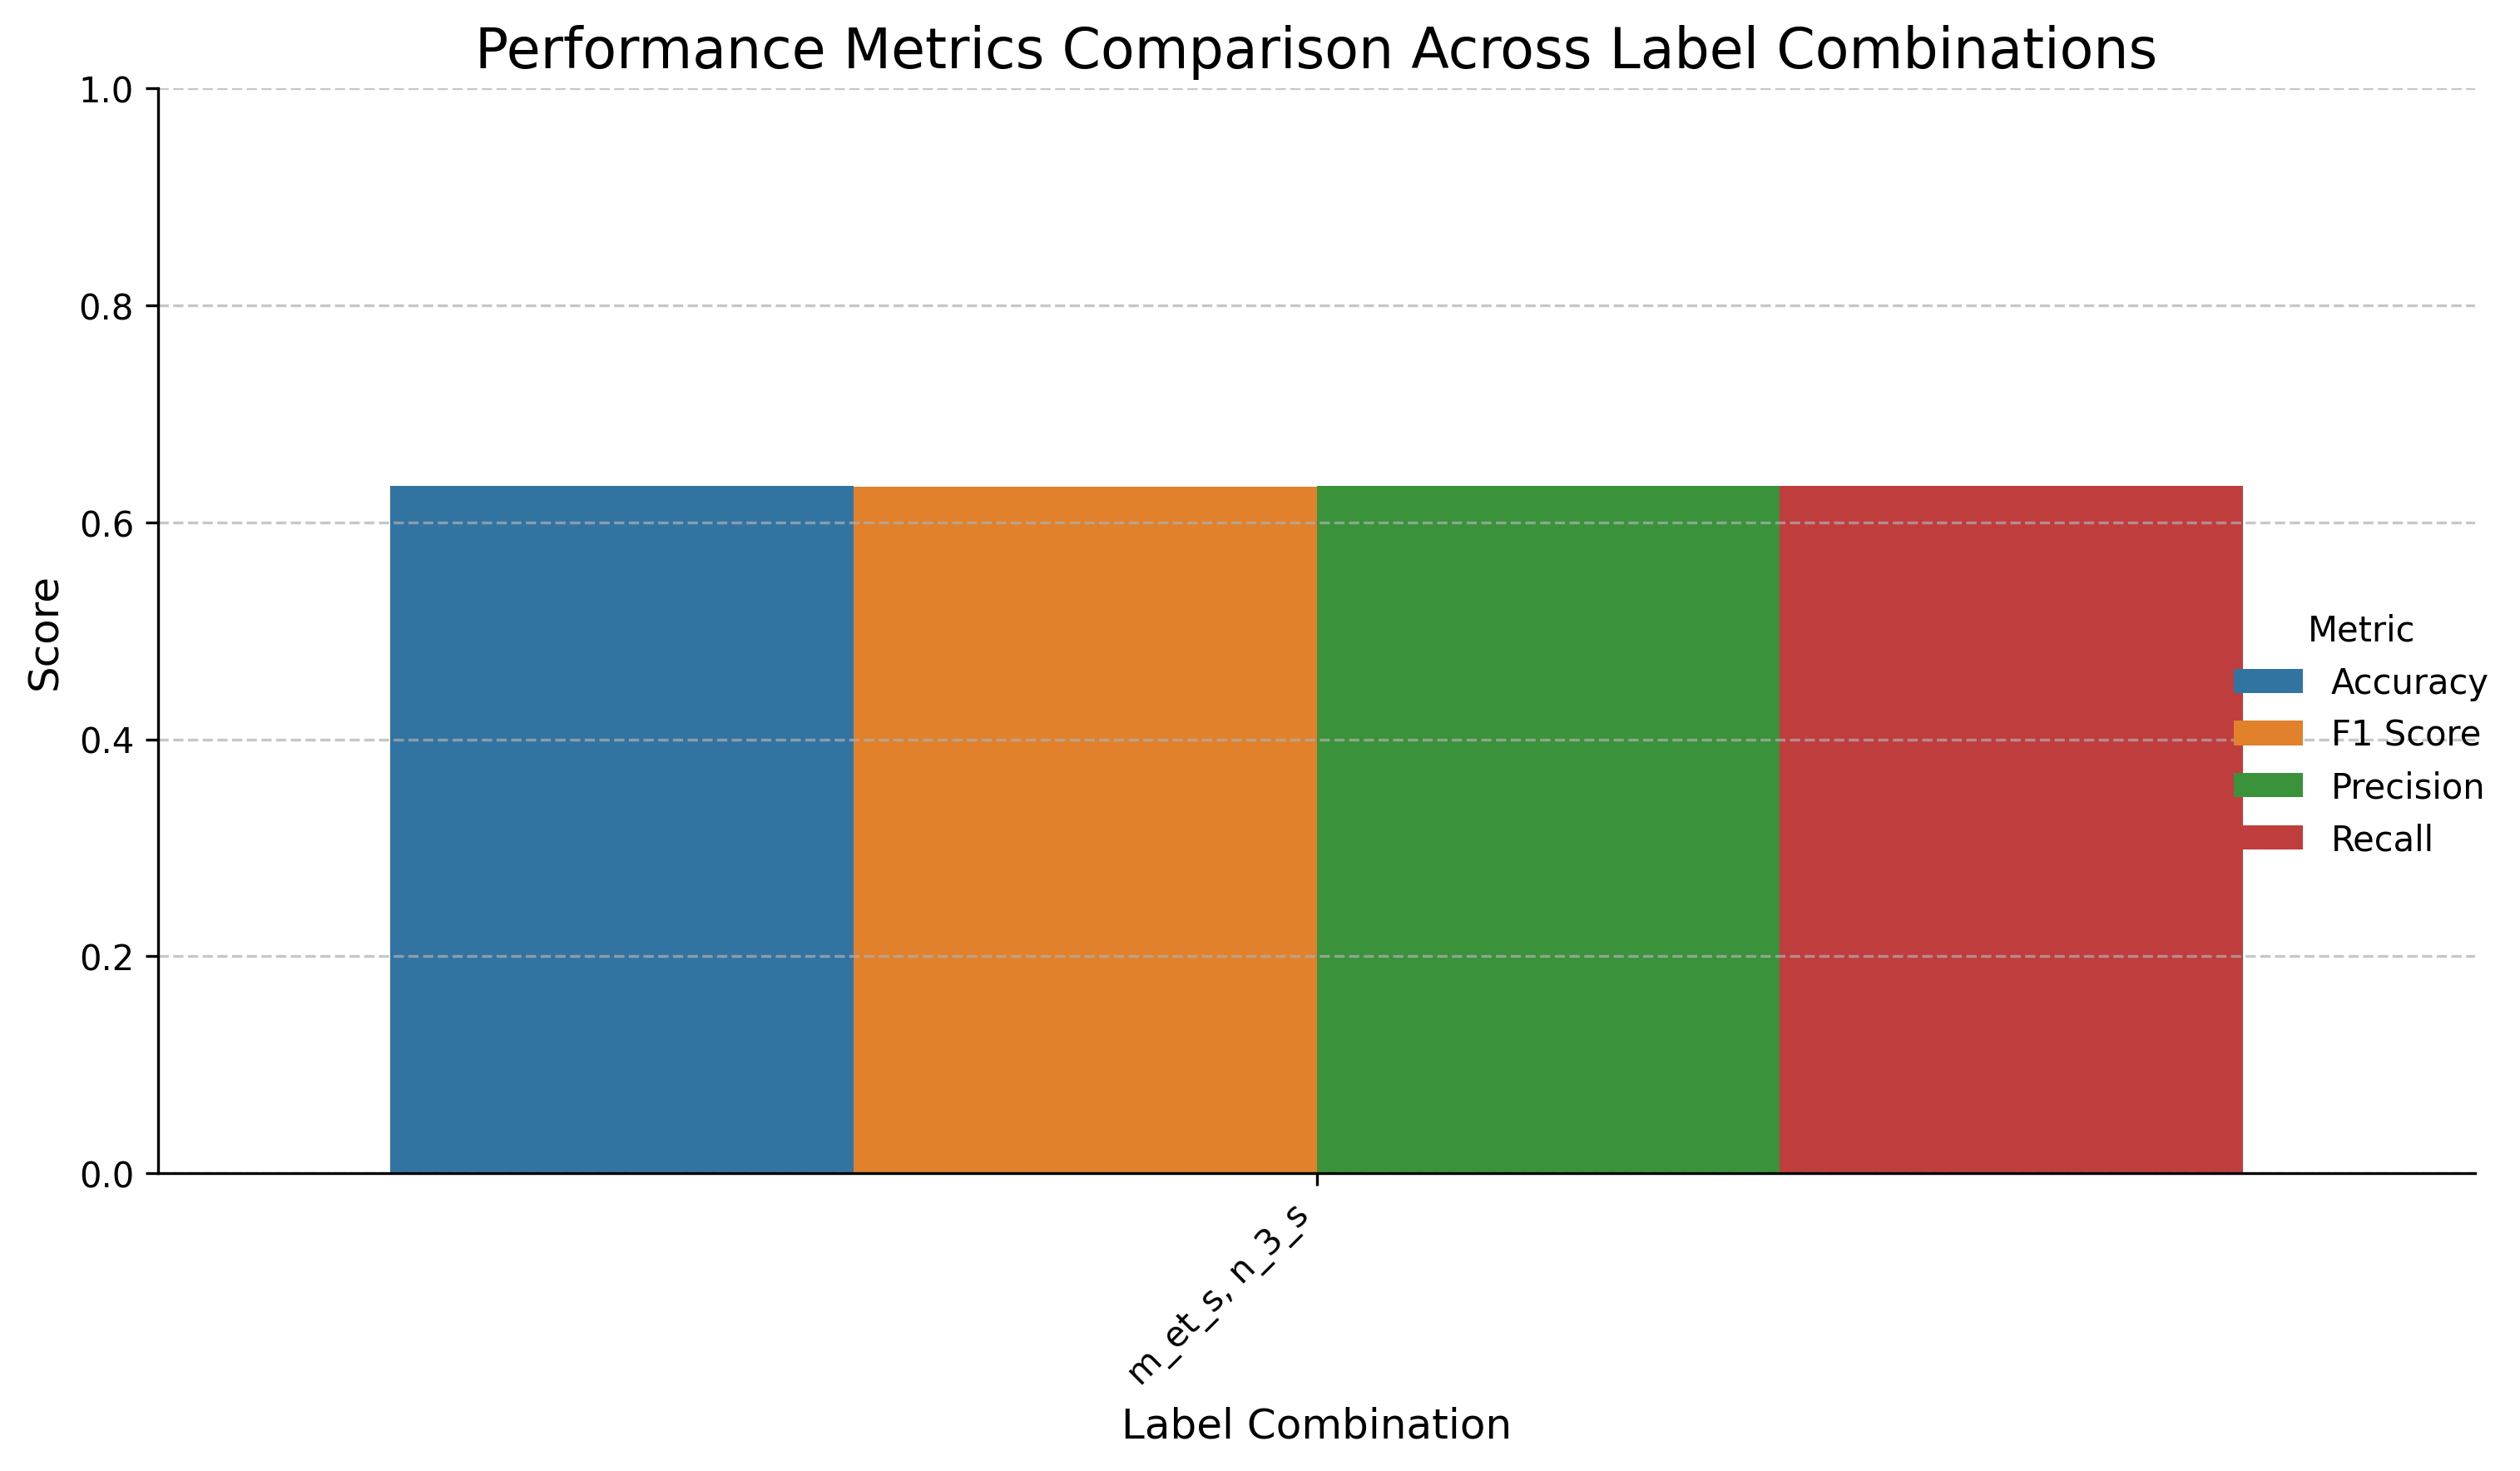 Performance Metrics Comparison Across Label Combinations
1.0
0.8
0.6
0.4
0.2
0.0
Score
Metric
Accuracy
F1 Score
Precision
Recall
m_et_s, n_3_s
Label Combination